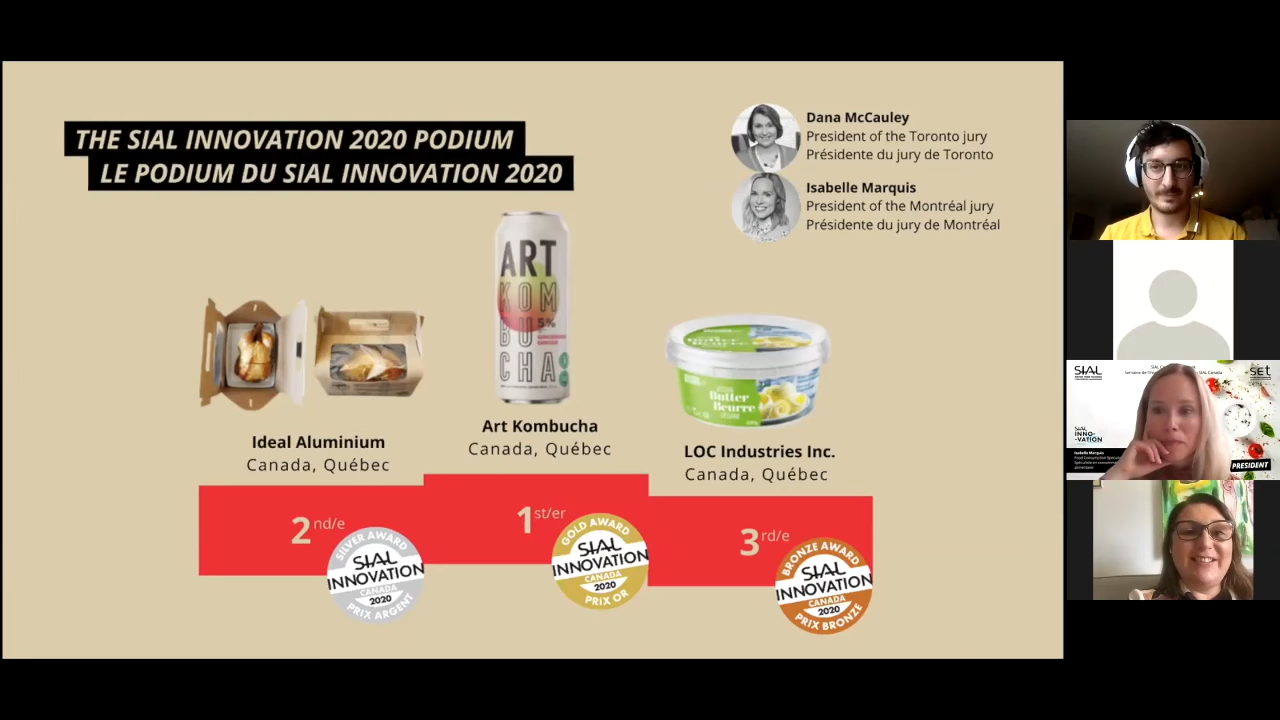 THE SIAL INNOVATION 2020 PODIUM
LE PODIUM DU SIAL INNOVATION 2020
Dana McCauley
President of the Toronto jury
Présidente du jury de Toronto
Isabelle Marquis
President of the Montréal jury
Présidente du jury de Montréal
ART
KOM
BU
CHA
5%
Butter
Beurre
Ideal Aluminium
Canada, Québec
Art Kombucha
Canada, Québec
LOC Industries Inc.
Canada, Québec
2nd/e
1st/er
3rd/e
SILVER AWARD
SIAL
INNOVATION
CANADA
2020
PRIX ARGENT
GOLD AWARD
SIAL
INNOVATION
CANADA
2020
PRIX OR
BRONZE AWARD
SIAL
INNOVATION
CANADA
2020
PRIX BRONZE
SIAL
SET
SIAL
INNO-
-VATION
Isabelle Marquis
PRESIDENT